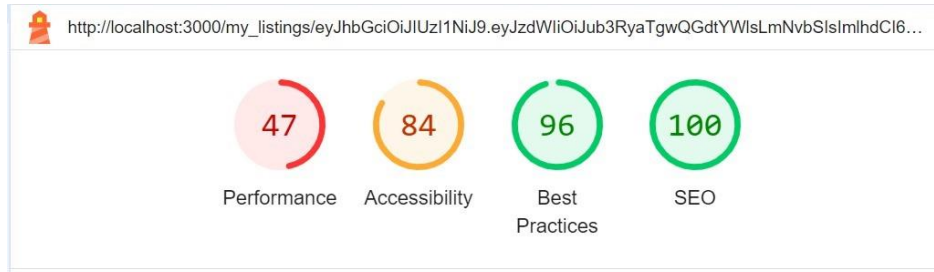 http://localhost:3000/my_listings/eyJhbGciOiJIUzI1NiJ9.eyJzdWIiOiJub3RyaTgwQGdtYWlsLmNvbSIsImlhdCI6…
47 84 96 100
Performance Accessibility Best Practices SEO